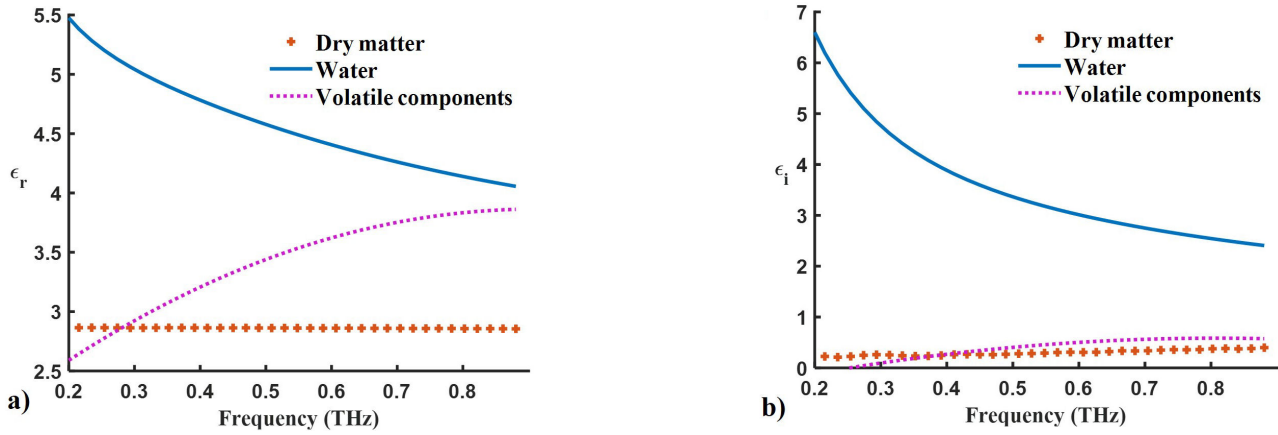 5.5
5
4.5
4
3.5
3
2.5
ϵr
Dry matter
Water
Volatile components
0.2 0.3 0.4 0.5 0.6 0.7 0.8
Frequency (THz)
a)
7
6
5
4
3
2
1
0
ϵi
Dry matter
Water
Volatile components
0.2 0.3 0.4 0.5 0.6 0.7 0.8
Frequency (THz)
b)